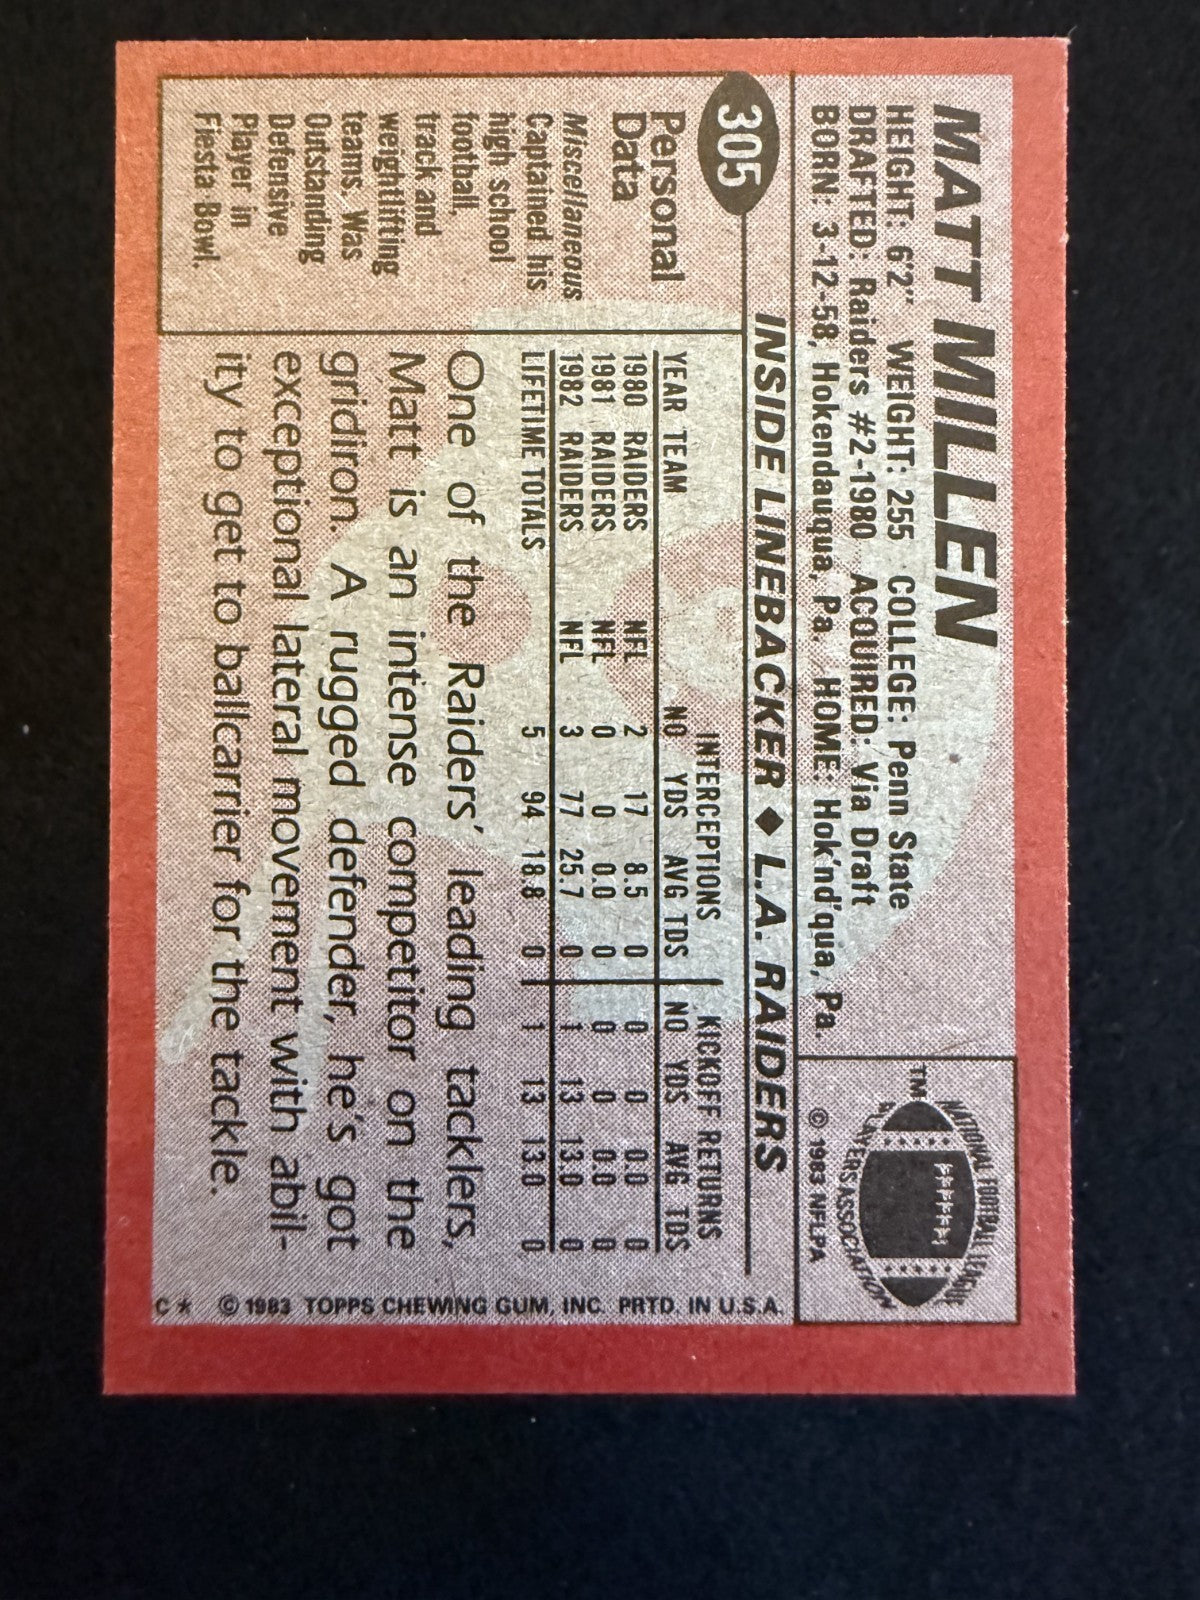 MATT MILLEN
HEIGHT: 6'2" WEIGHT: 255 COLLEGE: Penn State
DRAFTED: Raiders #2-1980 ACQUIRED: Via Draft
BORN: 3-12-58, Hokendauqua, Pa. HOME: Hok'nd'qua, Pa.
TM
NATIONAL FOOTBALL LEAGUE
PLAYERS ASSOCIATION
© 1983 NFLPA
305
INSIDE LINEBACKER ◆ L.A. RAIDERS
Personal
Data
Miscellaneous
Captained his
high school
football,
track and
weightlifting
teams. Was
Outstanding
Defensive
Player in
Fiesta Bowl.
INTERCEPTIONS KICKOFF RETURNS
YEAR TEAM NO YDS AVG TDS NO YDS AVG TDS
1980 RAIDERS NFL 2 17 8.5 0 0 0 0.0 0
1981 RAIDERS NFL 0 0 0.0 0 0 0 0.0 0
1982 RAIDERS NFL 3 77 25.7 0 1 13 13.0 0
LIFETIME TOTALS 5 94 18.8 0 1 13 13.0 0
One of the Raiders' leading tacklers,
Matt is an intense competitor on the
gridiron. A rugged defender, he's got
exceptional lateral movement with abil-
ity to get to ballcarrier for the tackle.
C* © 1983 TOPPS CHEWING GUM, INC. PRTD. IN U.S.A.